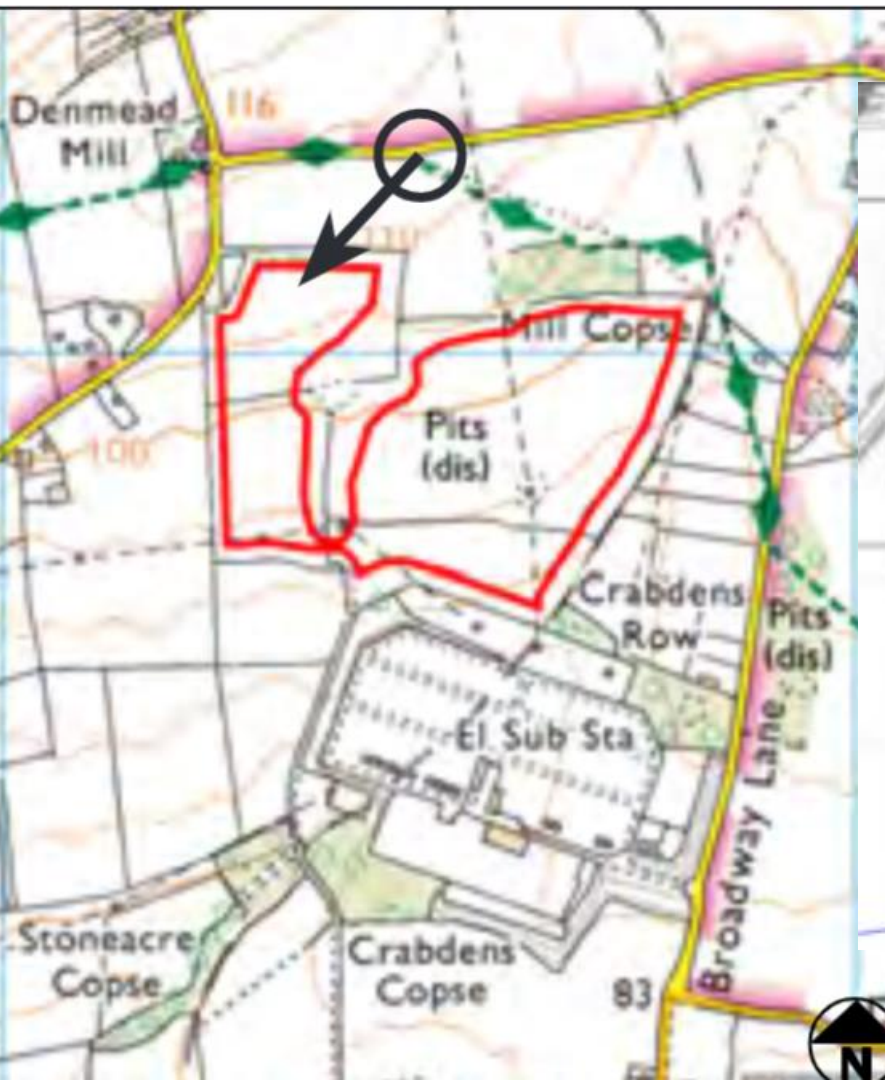 Denmead
Mill
116
110
Mill Copse
Pits
(dis)
100
Crabdens
Row
Pits
(dis)
El Sub Sta
Broadway Lane
Stoneacre
Copse
Crabdens
Copse
83
N